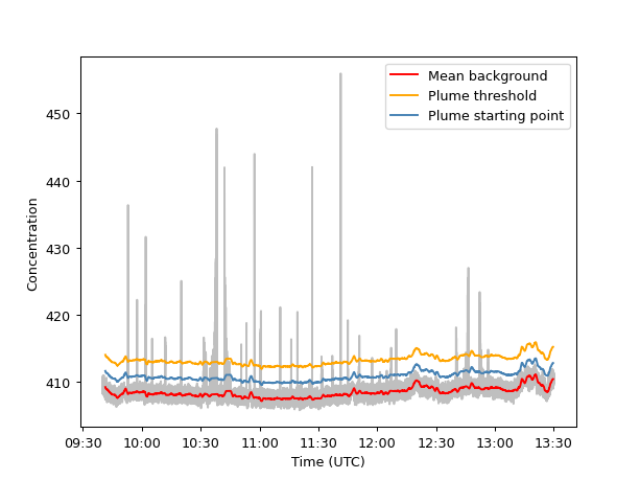 Mean background
Plume threshold
Plume starting point
Concentration
450
440
430
420
410
09:30 10:00 10:30 11:00 11:30 12:00 12:30 13:00 13:30
Time (UTC)